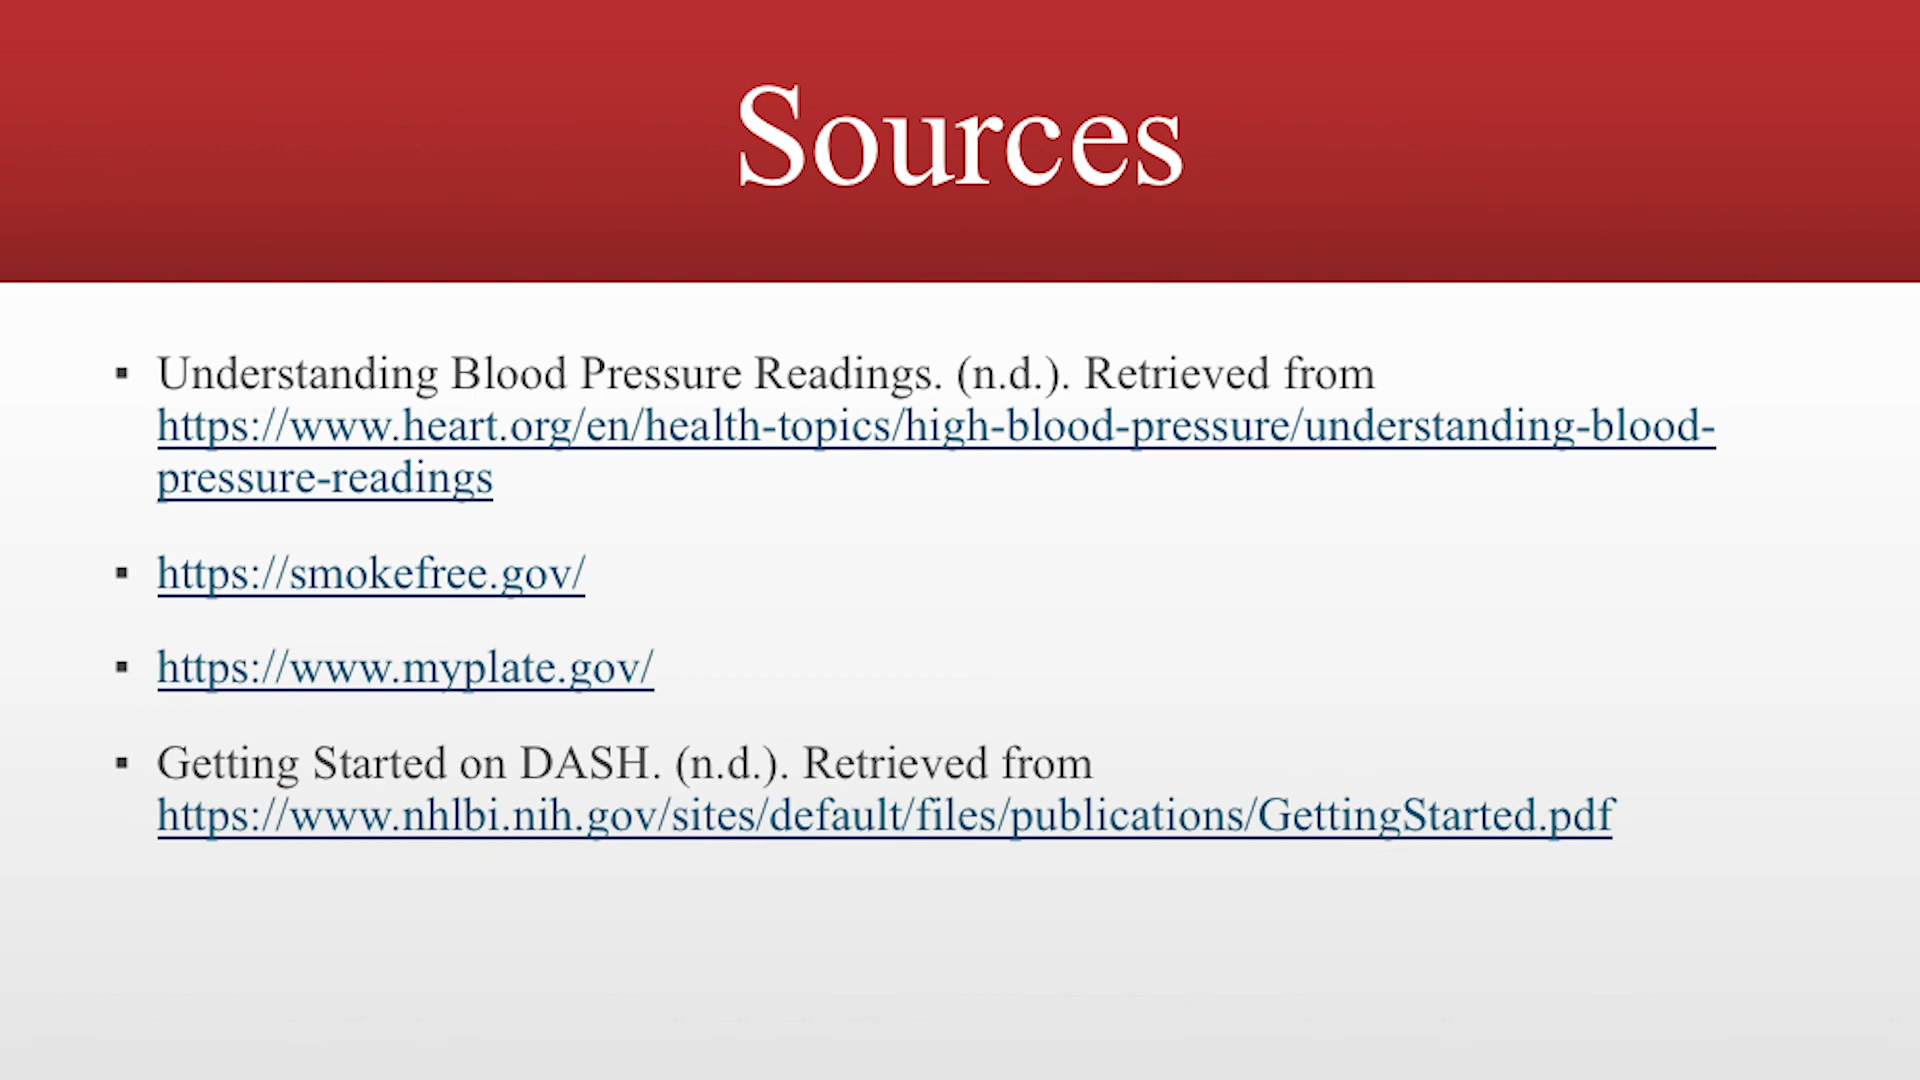 Sources
▪ Understanding Blood Pressure Readings. (n.d.). Retrieved from
https://www.heart.org/en/health-topics/high-blood-pressure/understanding-blood-
pressure-readings
▪ https://smokefree.gov/
▪ https://www.myplate.gov/
▪ Getting Started on DASH. (n.d.). Retrieved from
https://www.nhlbi.nih.gov/sites/default/files/publications/GettingStarted.pdf